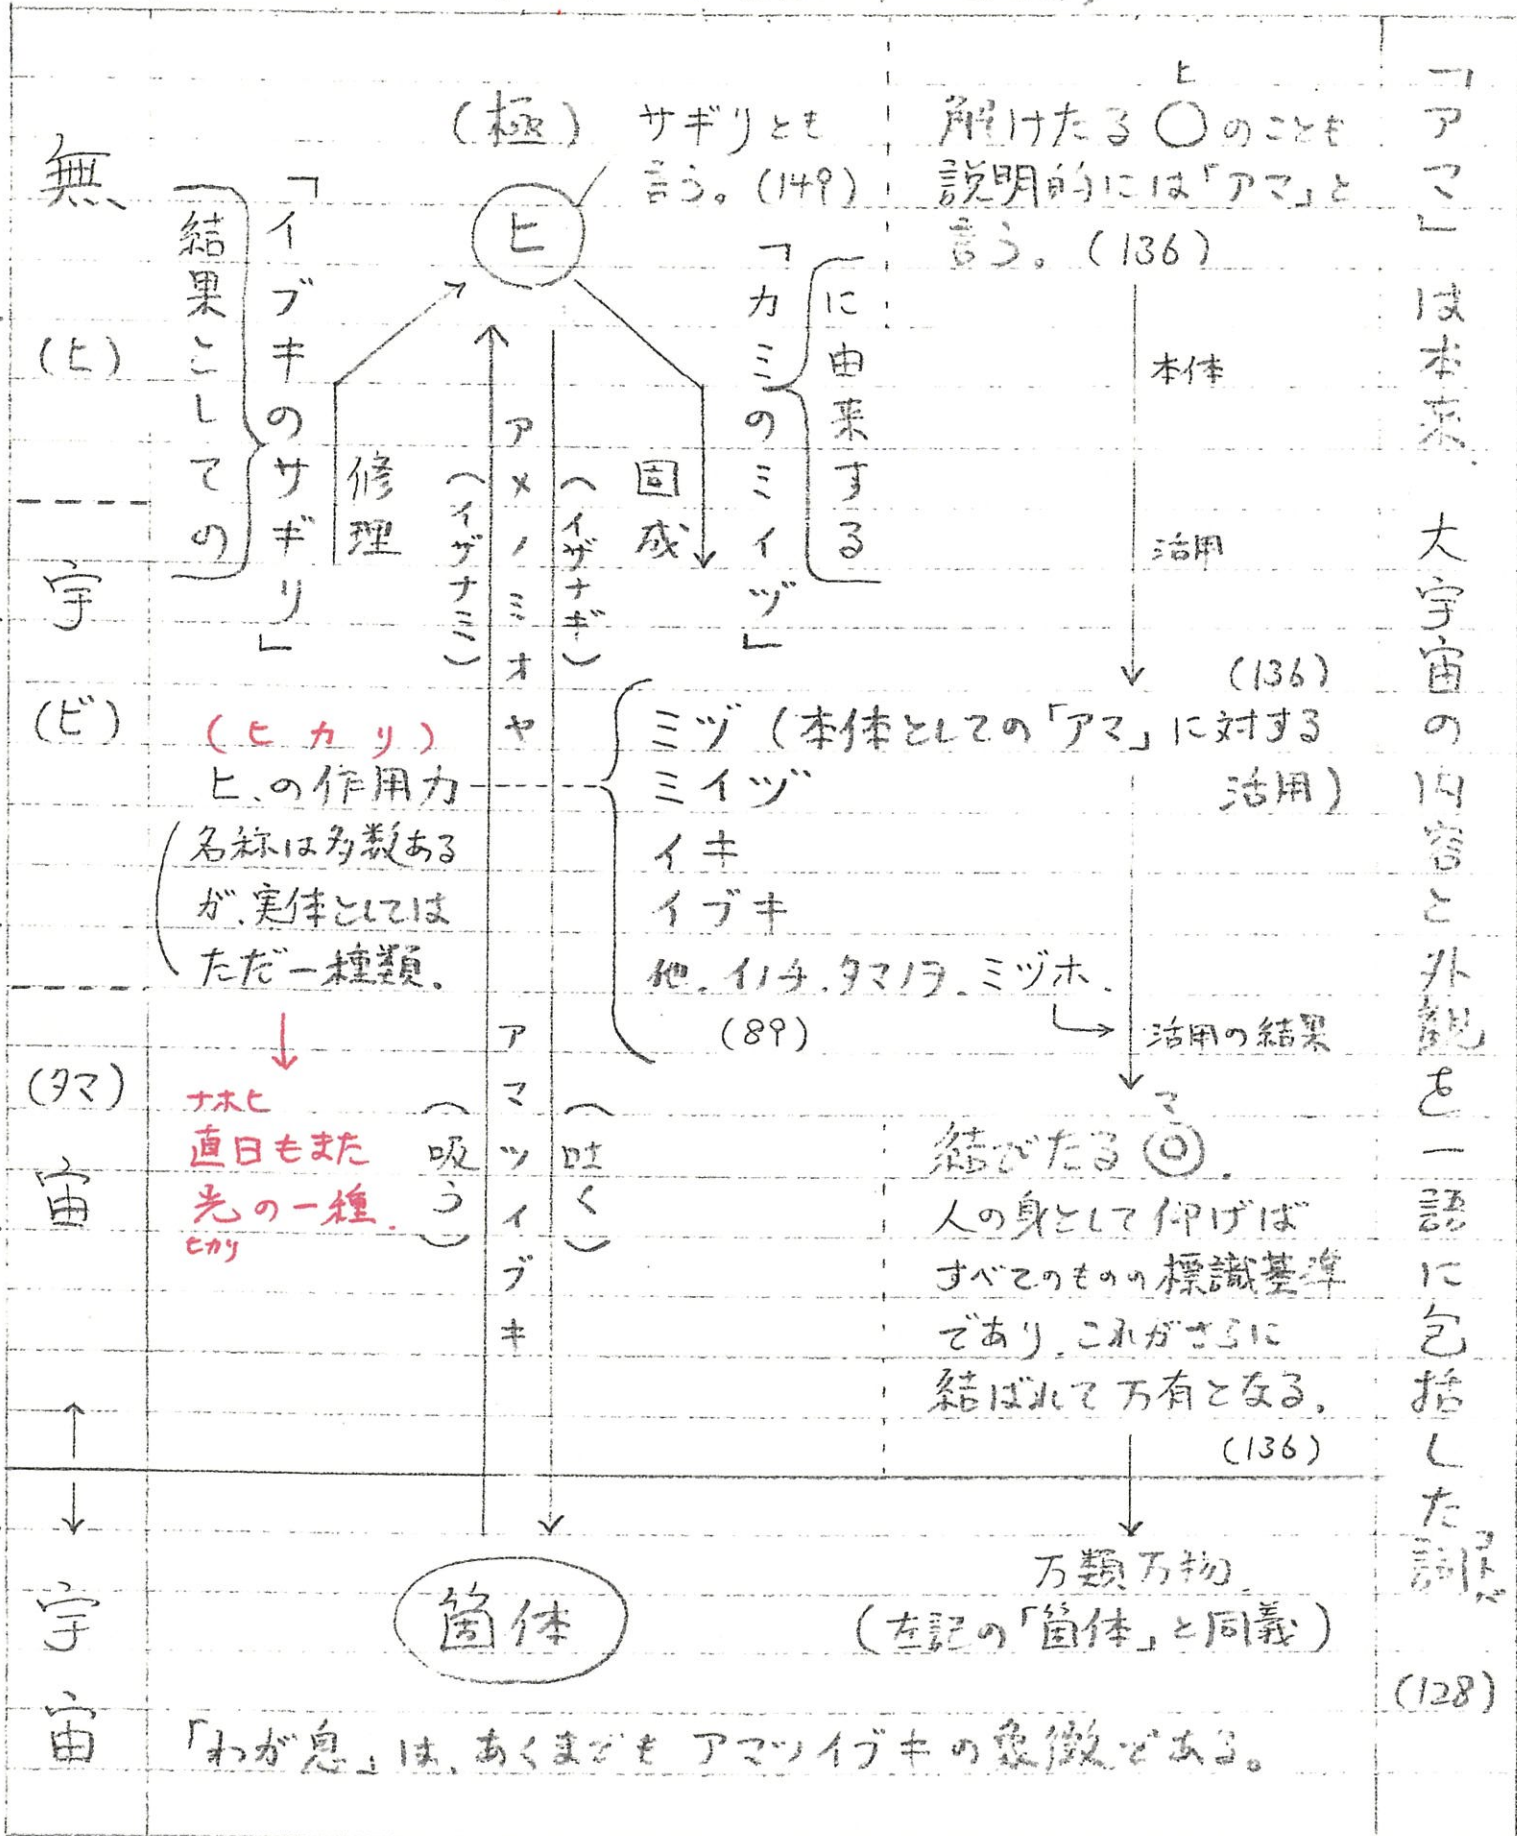 「アマ」は本来、大宇宙の内容と外観を一語に包括した詞 (128)
コトバ
ヒ
解けたる○のことも
説明的には「アマ」と
言う。(136)
本体
活用
(136)
活用の結果
マ
結びたる◎.
人の身として仰げば
すべてのものの標識基準
であり、これがさらに
結ばれて万有となる.
(136)
万類万物.
(左記の「箇体」と同義)
(極)
サギリとも
言う。(149)
ヒ
に由来する
「カミのミイヅ」
固成
(イザナギ)
アメノミオヤ
(イザナミ)
修理
「イブキのサギリ」
結果としての
ミヅ (本体としての「アマ」に対する
活用)
ミイヅ
イキ
イブキ
他.イノチ.タマノヲ.ミヅホ.
(89)
(ヒカリ)
ヒ、の作用力
名称は多数ある
が、実体としては
ただ一種類.
ナホヒ
直日もまた
光の一種.
ヒカリ
(吐く)
アマツイブキ
(吸う)
箇体
無
(ヒ)
宇
(ビ)
(タマ)
宙
宇
宙
「わが息」は、あくまでも アマツイブキの象徴である。